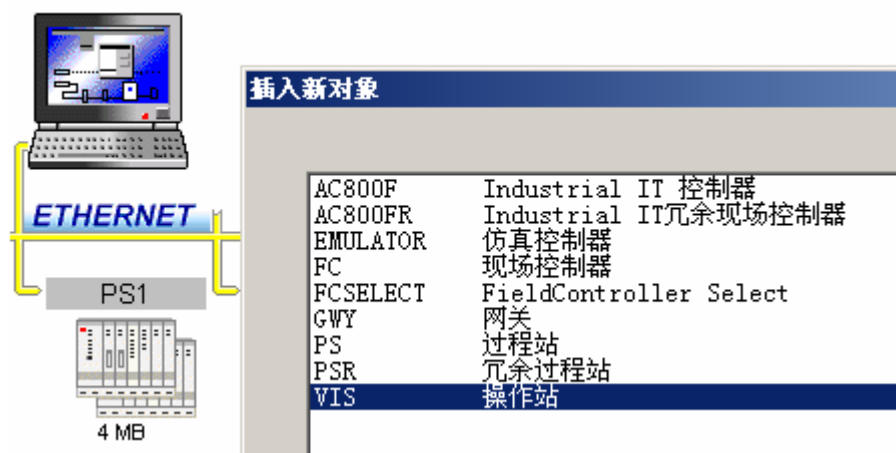 ETHERNET
PS1
4 MB
插入新对象
AC800F Industrial IT 控制器
AC800FR Industrial IT冗余现场控制器
EMULATOR 仿真控制器
FC 现场控制器
FCSELECT FieldController Select
GWY 网关
PS 过程站
PSR 冗余过程站
VIS 操作站